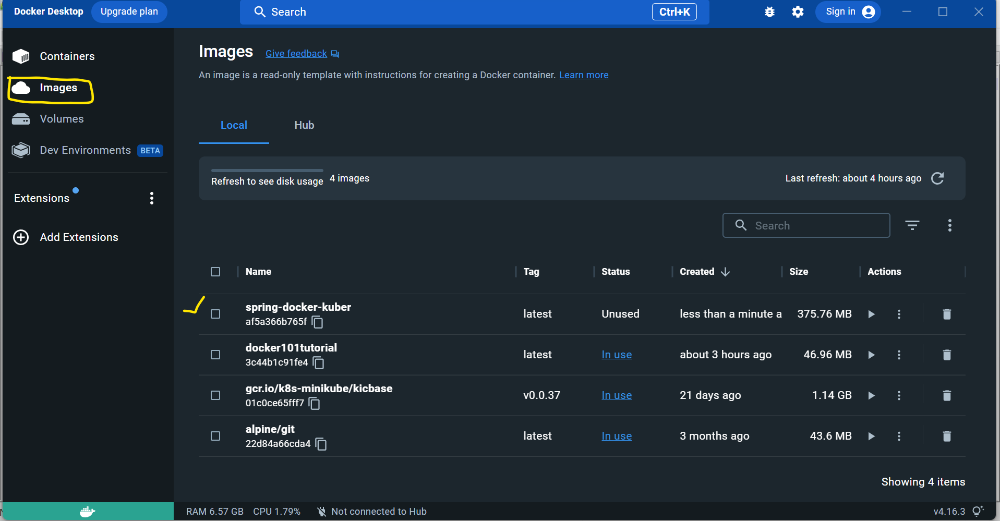 Docker Desktop Upgrade plan Search Ctrl+K Sign in
Containers
Images
Volumes
Dev Environments BETA
Extensions
Add Extensions
Images Give feedback
An image is a read-only template with instructions for creating a Docker container. Learn more
Local Hub
Refresh to see disk usage 4 images Last refresh: about 4 hours ago
Search
Name Tag Status Created Size Actions
spring-docker-kuber
af5a366b765f latest Unused less than a minute a 375.76 MB
docker101tutorial
3c44b1c91fe4 latest In use about 3 hours ago 46.96 MB
gcr.io/k8s-minikube/kicbase
01c0ce65fff7 v0.0.37 In use 21 days ago 1.14 GB
alpine/git
22d84a66cda4 latest In use 3 months ago 43.6 MB
Showing 4 items
RAM 6.57 GB CPU 1.79% Not connected to Hub v4.16.3